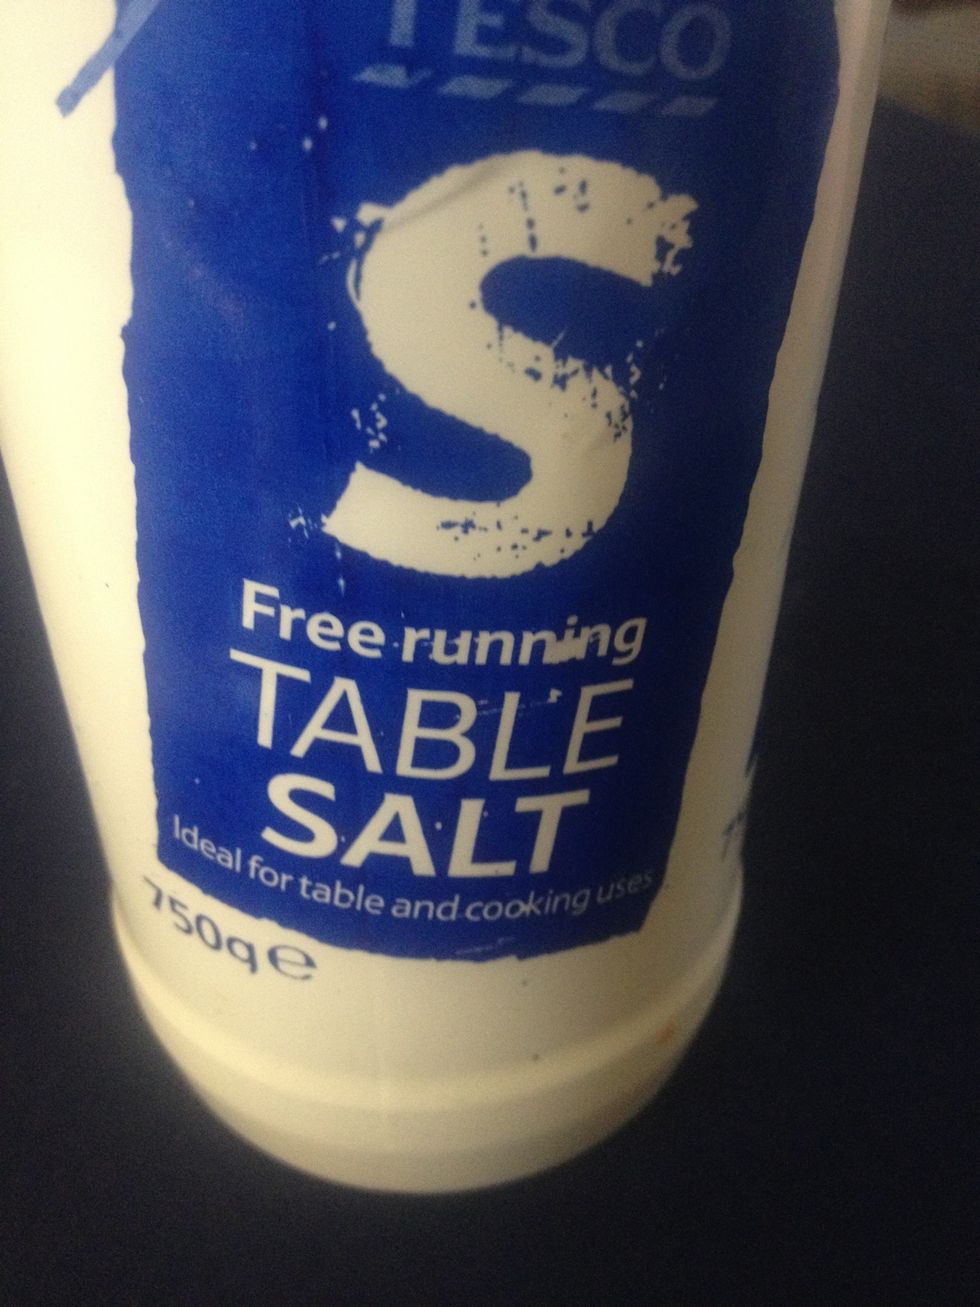 TESCO
S
Free running
TABLE
SALT
Ideal for table and cooking uses
750g e